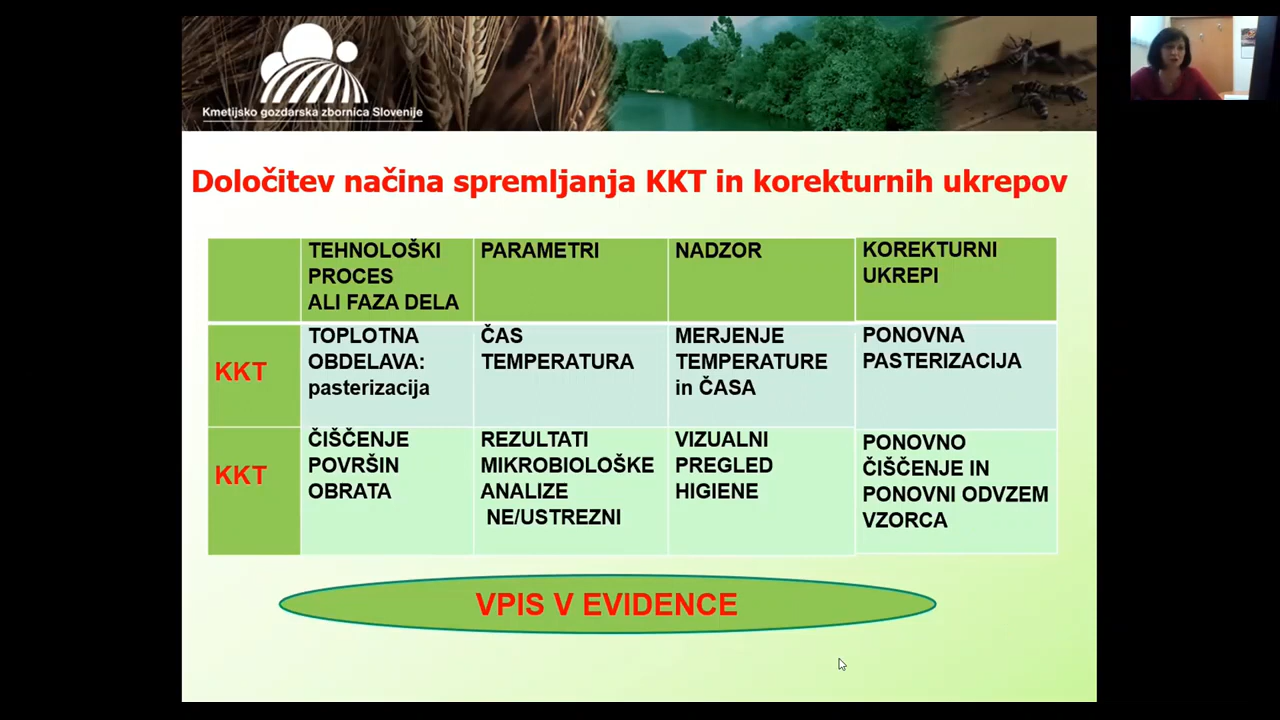 Kmetijsko gozdarska zbornica Slovenije
Določitev načina spremljanja KKT in korekturnih ukrepov
TEHNOLOŠKI
PROCES
ALI FAZA DELA
PARAMETRI
NADZOR
KOREKTURNI
UKREPI
KKT
TOPLOTNA
OBDELAVA:
pasterizacija
ČAS
TEMPERATURA
MERJENJE
TEMPERATURE
in ČASA
PONOVNA
PASTERIZACIJA
KKT
ČIŠČENJE
POVRŠIN
OBRATA
REZULTATI
MIKROBIOLOŠKE
ANALIZE
NE/USTREZNI
VIZUALNI
PREGLED
HIGIENE
PONOVNO
ČIŠČENJE IN
PONOVNI ODVZEM
VZORCA
VPIS V EVIDENCE